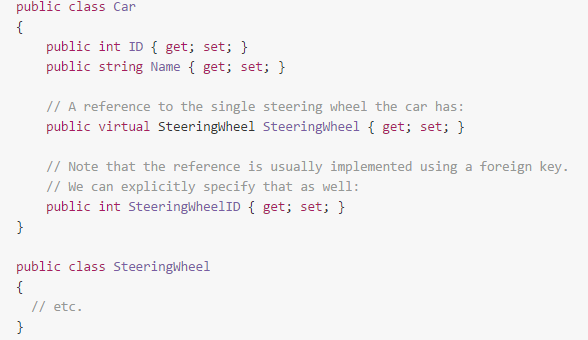 public class Car
{
    public int ID { get; set; }
    public string Name { get; set; }

    // A reference to the single steering wheel the car has:
    public virtual SteeringWheel SteeringWheel { get; set; }

    // Note that the reference is usually implemented using a foreign key.
    // We can explicitly specify that as well:
    public int SteeringWheelID { get; set; }
}

public class SteeringWheel
{
  // etc.
}